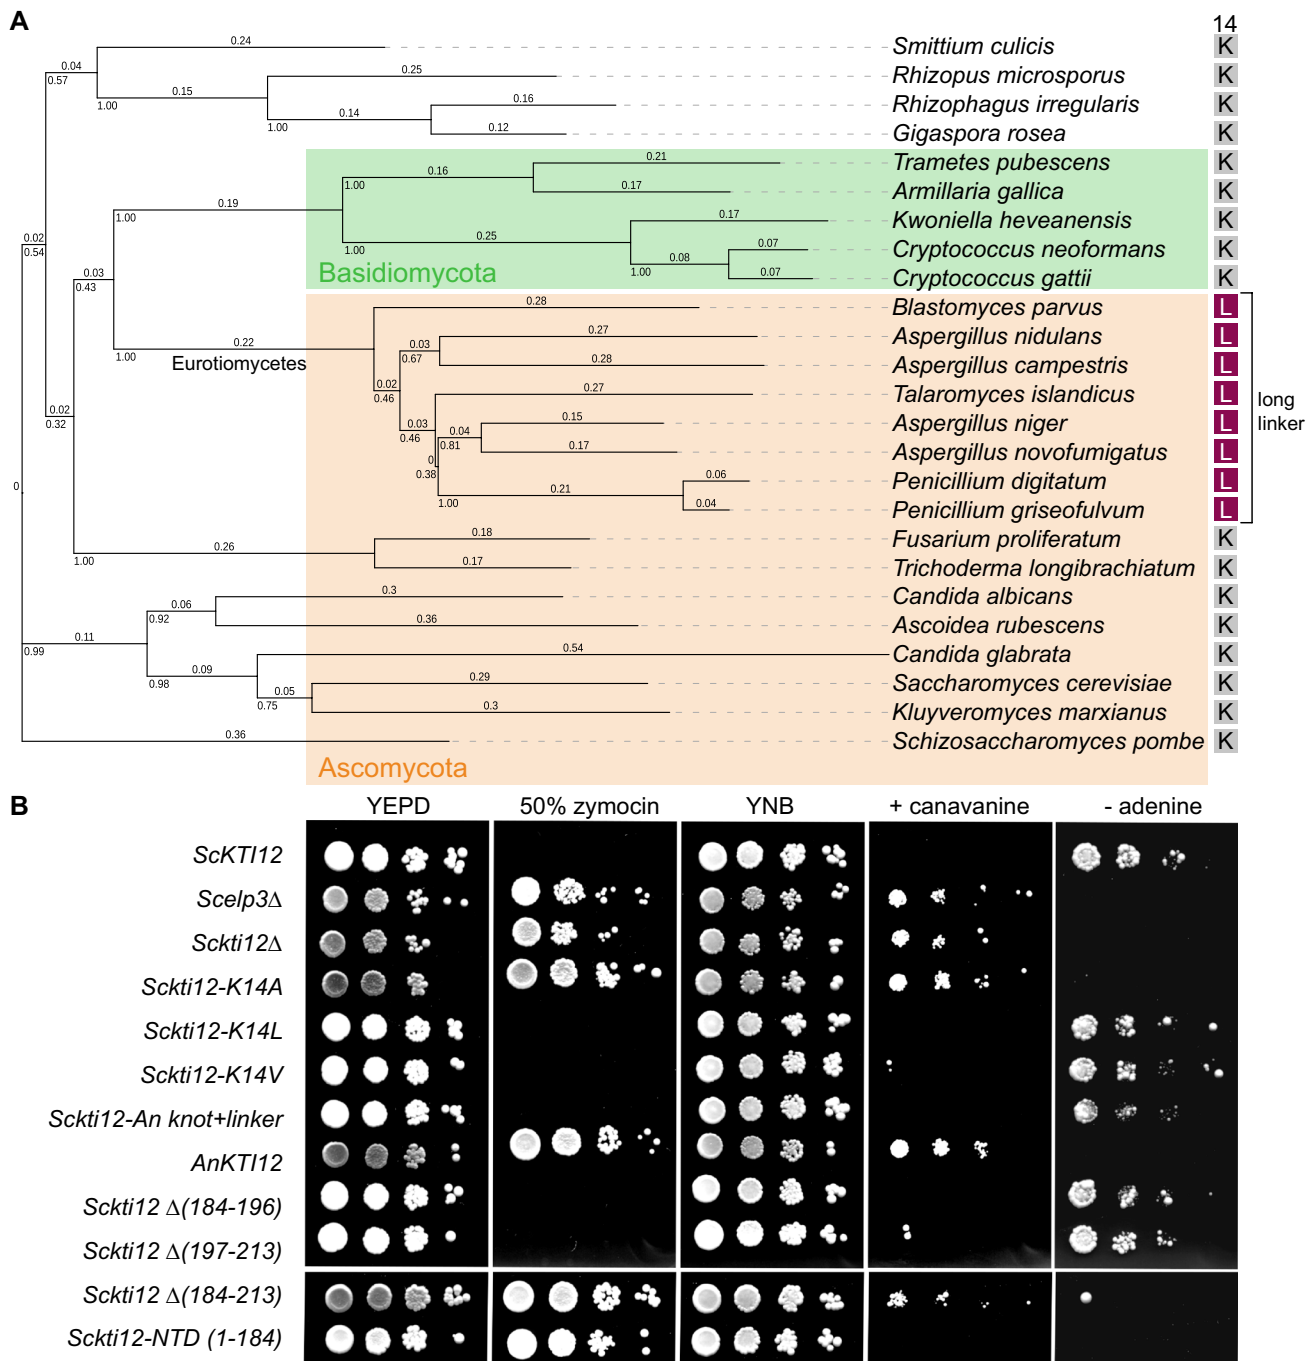 A
14
0.24 Smittium culicis K
0.04
0.57
0.25 Rhizopus microsporus K
0.15
1.00
0.16 Rhizophagus irregularis K
0.14
1.00
0.12 Gigaspora rosea K
0.21 Trametes pubescens K
0.16
1.00
0.17 Armillaria gallica K
0.19
1.00
0.17 Kwoniella heveanensis K
0.02
0.54
0.25
1.00
0.07 Cryptococcus neoformans K
0.08
1.00
0.03
0.43
0.07 Cryptococcus gattii K
Basidiomycota
0.28 Blastomyces parvus L
0.27 Aspergillus nidulans L
0.03
0.67
0.22
1.00
Eurotiomycetes
0.28 Aspergillus campestris L
0.02
0.46
0.27 Talaromyces islandicus L
long
linker
0.02
0.32
0.03
0.46
0.15 Aspergillus niger L
0.04
0.81
0.17 Aspergillus novofumigatus L
0
0.38
0.06 Penicillium digitatum L
0.21
1.00
0
0.04 Penicillium griseofulvum L
0.18 Fusarium proliferatum K
0.26
1.00
0.17 Trichoderma longibrachiatum K
0.3 Candida albicans K
0.06
0.92
0.36 Ascoidea rubescens K
0.11
0.99
0.54 Candida glabrata K
0.09
0.98
0.29 Saccharomyces cerevisiae K
0.05
0.75
0.3 Kluyveromyces marxianus K
0.36 Schizosaccharomyces pombe K
Ascomycota
B
YEPD 50% zymocin YNB + canavanine - adenine
ScKTI12
Scelp3Δ
Sckti12Δ
Sckti12-K14A
Sckti12-K14L
Sckti12-K14V
Sckti12-An knot+linker
AnKTI12
Sckti12 Δ(184-196)
Sckti12 Δ(197-213)
Sckti12 Δ(184-213)
Sckti12-NTD (1-184)